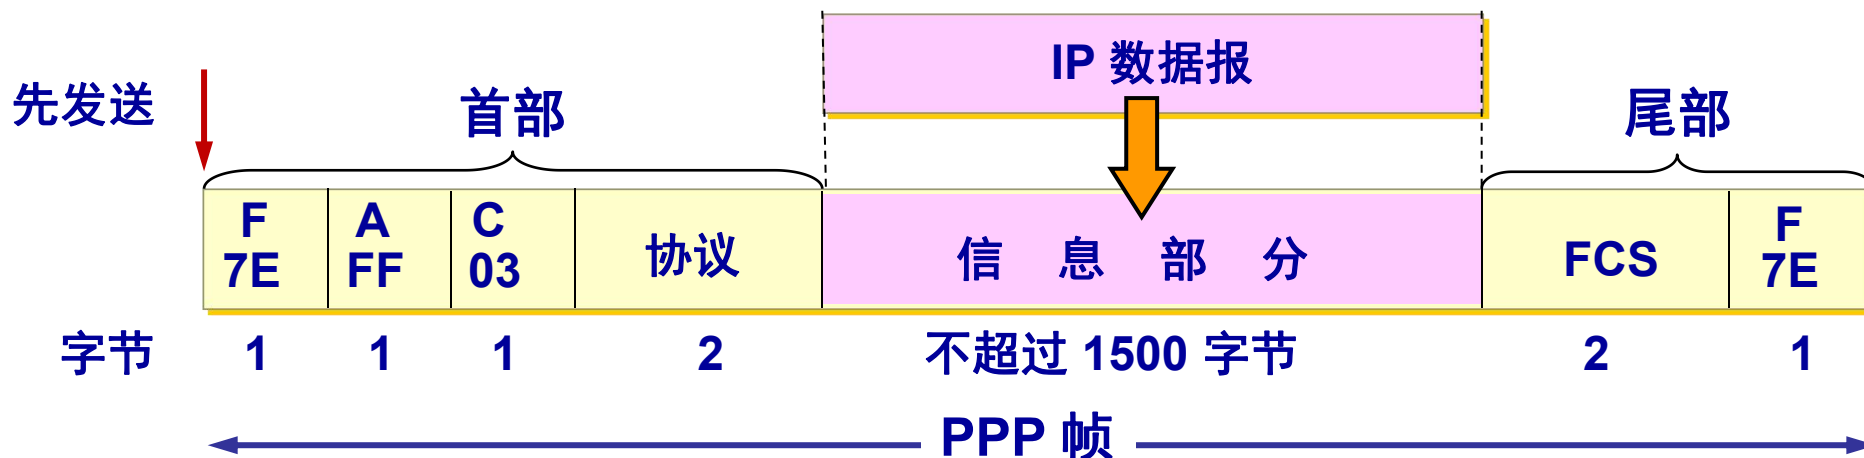 IP 数据报
先发送
首部
尾部
F
7E
A
FF
C
03
协议
信 息 部 分
FCS
F
7E
字节 1 1 1 2 不超过 1500 字节 2 1
PPP 帧